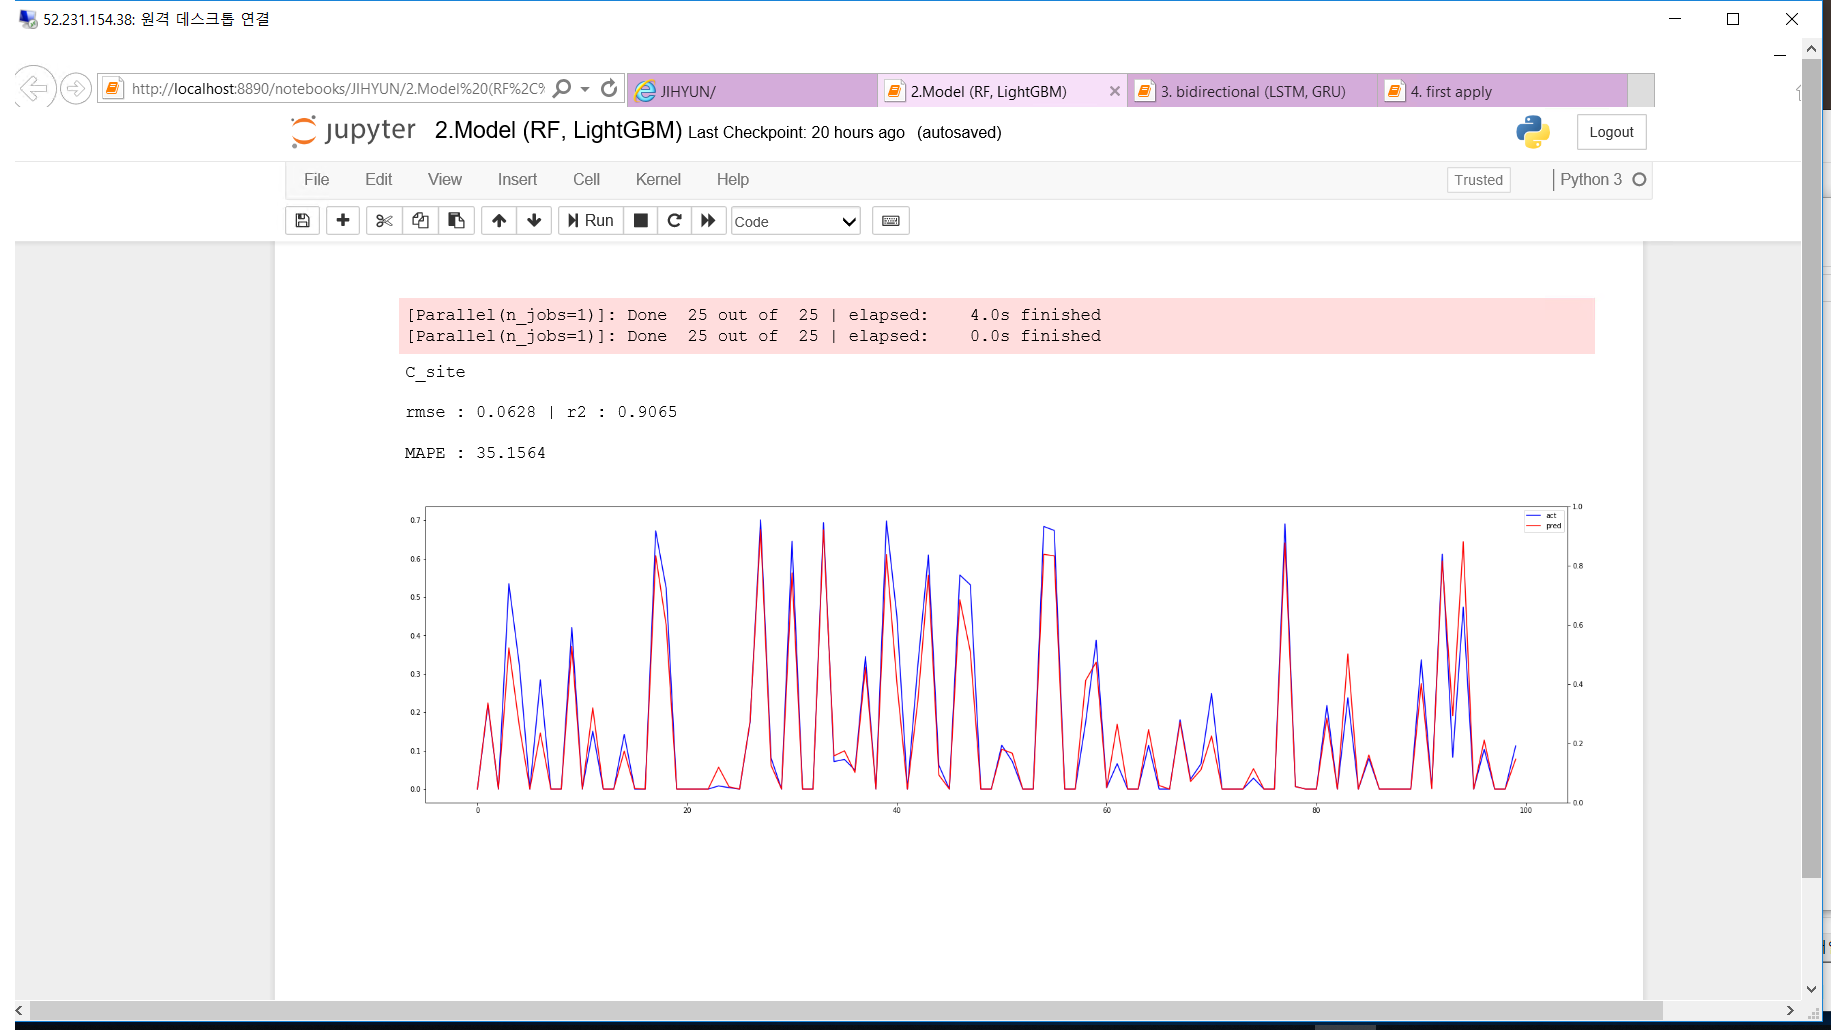 52.231.154.38: 원격 데스크톱 연결
http://localhost:8890/notebooks/JIHYUN/2.Model%20(RF%2C%
JIHYUN/
2.Model (RF, LightGBM)
3. bidirectional (LSTM, GRU)
4. first apply
jupyter 2.Model (RF, LightGBM) Last Checkpoint: 20 hours ago (autosaved)
Logout
File Edit View Insert Cell Kernel Help
Trusted
Python 3
Run
Code
[Parallel(n_jobs=1)]: Done  25 out of  25 | elapsed:    4.0s finished
[Parallel(n_jobs=1)]: Done  25 out of  25 | elapsed:    0.0s finished
C_site
rmse : 0.0628 | r2 : 0.9065
MAPE : 35.1564
act
pred
0.7
0.6
0.5
0.4
0.3
0.2
0.1
0.0
1.0
0.8
0.6
0.4
0.2
0.0
0 20 40 60 80 100